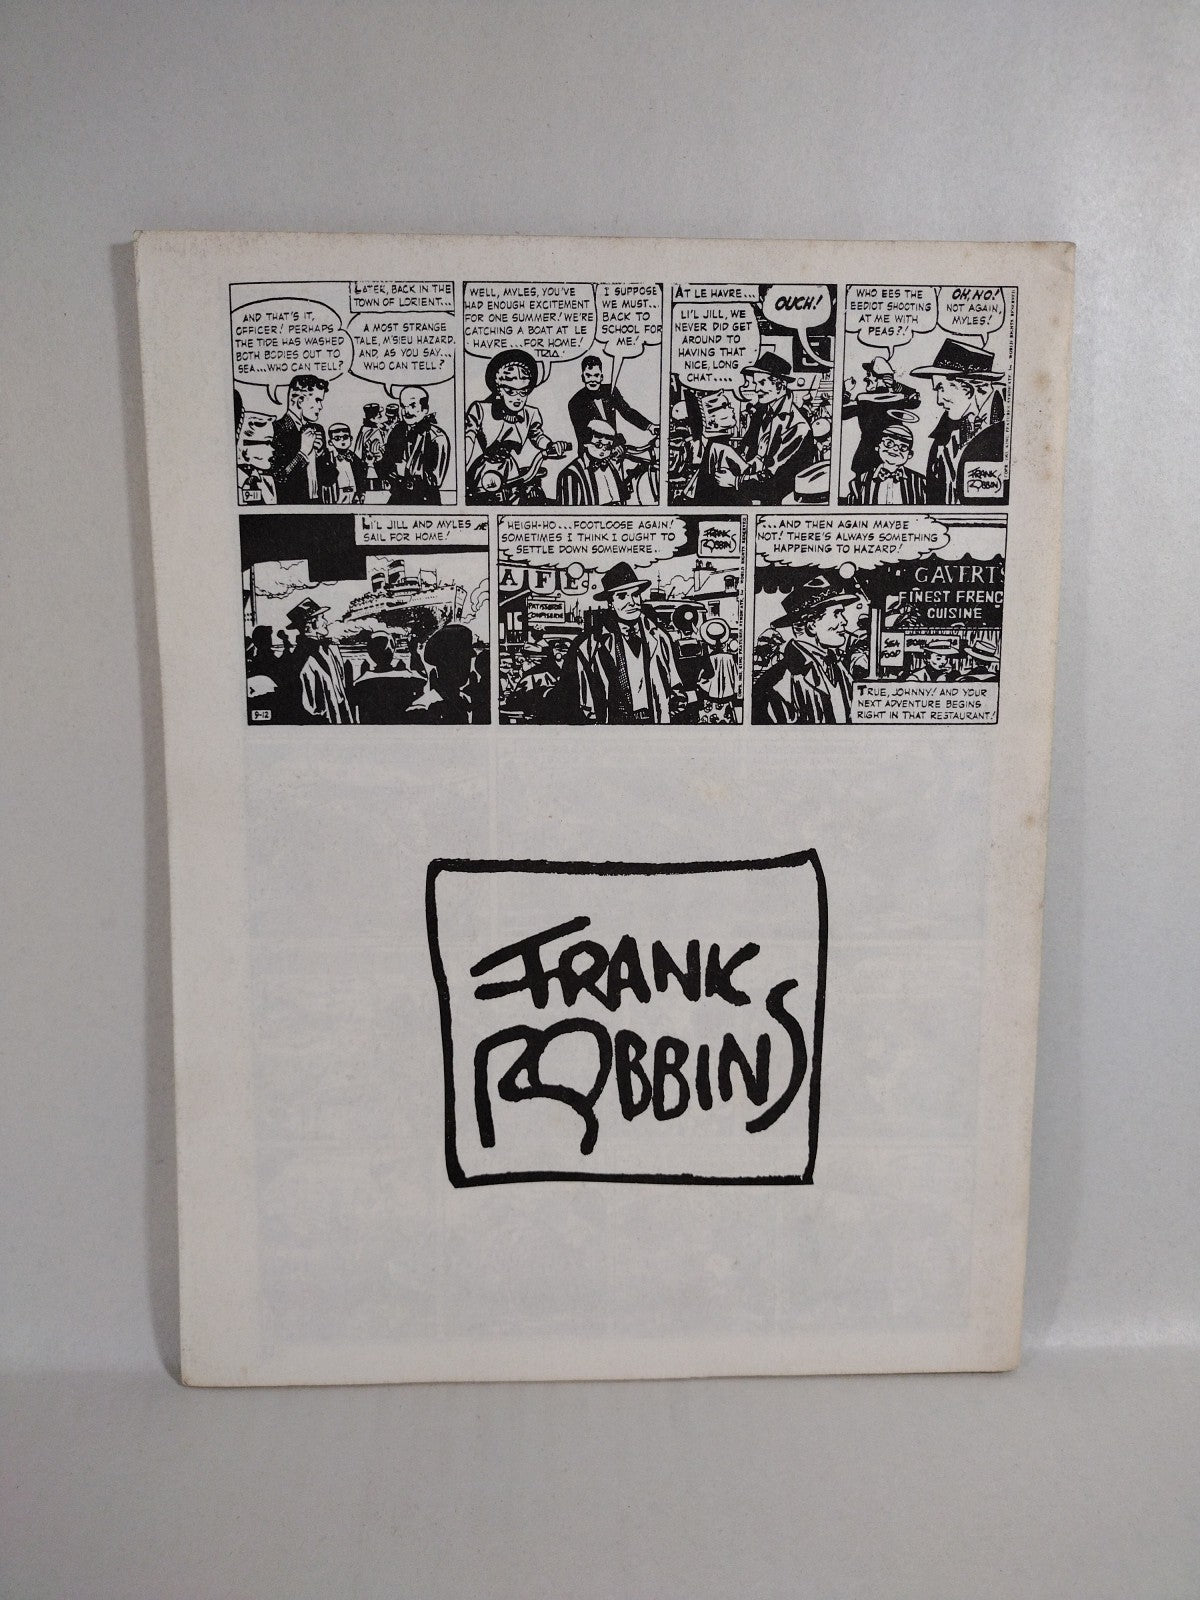 LATER, BACK IN THE
TOWN OF LORIENT...
AND THAT'S IT,
OFFICER! PERHAPS
THE TIDE HAS WASHED
BOTH BODIES OUT TO
SEA...WHO CAN TELL?
A MOST STRANGE
TALE, M'SIEU HAZARD.
AND, AS YOU SAY...
WHO CAN TELL?
9-11
WELL, MYLES, YOU'VE
HAD ENOUGH EXCITEMENT
FOR ONE SUMMER! WE'RE
CATCHING A BOAT AT LE
HAVRE...FOR HOME!
I SUPPOSE
WE MUST...
BACK TO
SCHOOL FOR
ME!
AT LE HAVRE...
LI'L JILL, WE
NEVER DID GET
AROUND TO
HAVING THAT
NICE, LONG
CHAT....
OUCH!
WHO EES THE
EEDIOT SHOOTING
AT ME WITH
PEAS?!
OH, NO!
NOT AGAIN,
MYLES!
FRANK
ROBBINS
LI'L JILL AND MYLES
SAIL FOR HOME!
9-12
HEIGH-HO...FOOTLOOSE AGAIN!
SOMETIMES I THINK I OUGHT TO
SETTLE DOWN SOMEWHERE..
FRANK
ROBBINS
AFE
...AND THEN AGAIN MAYBE
NOT! THERE'S ALWAYS SOMETHING
HAPPENING TO HAZARD!
GAVERT'S
FINEST FRENC
CUISINE
SEA
FOOD
TRUE, JOHNNY! AND YOUR
NEXT ADVENTURE BEGINS
RIGHT IN THAT RESTAURANT!
FRANK
ROBBINS